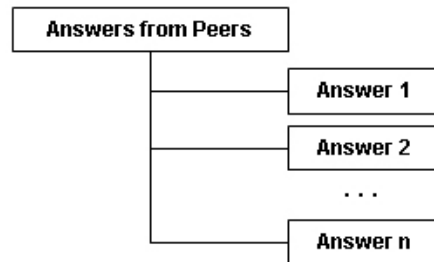 Answers from Peers
Answer 1
Answer 2
. . .
Answer n